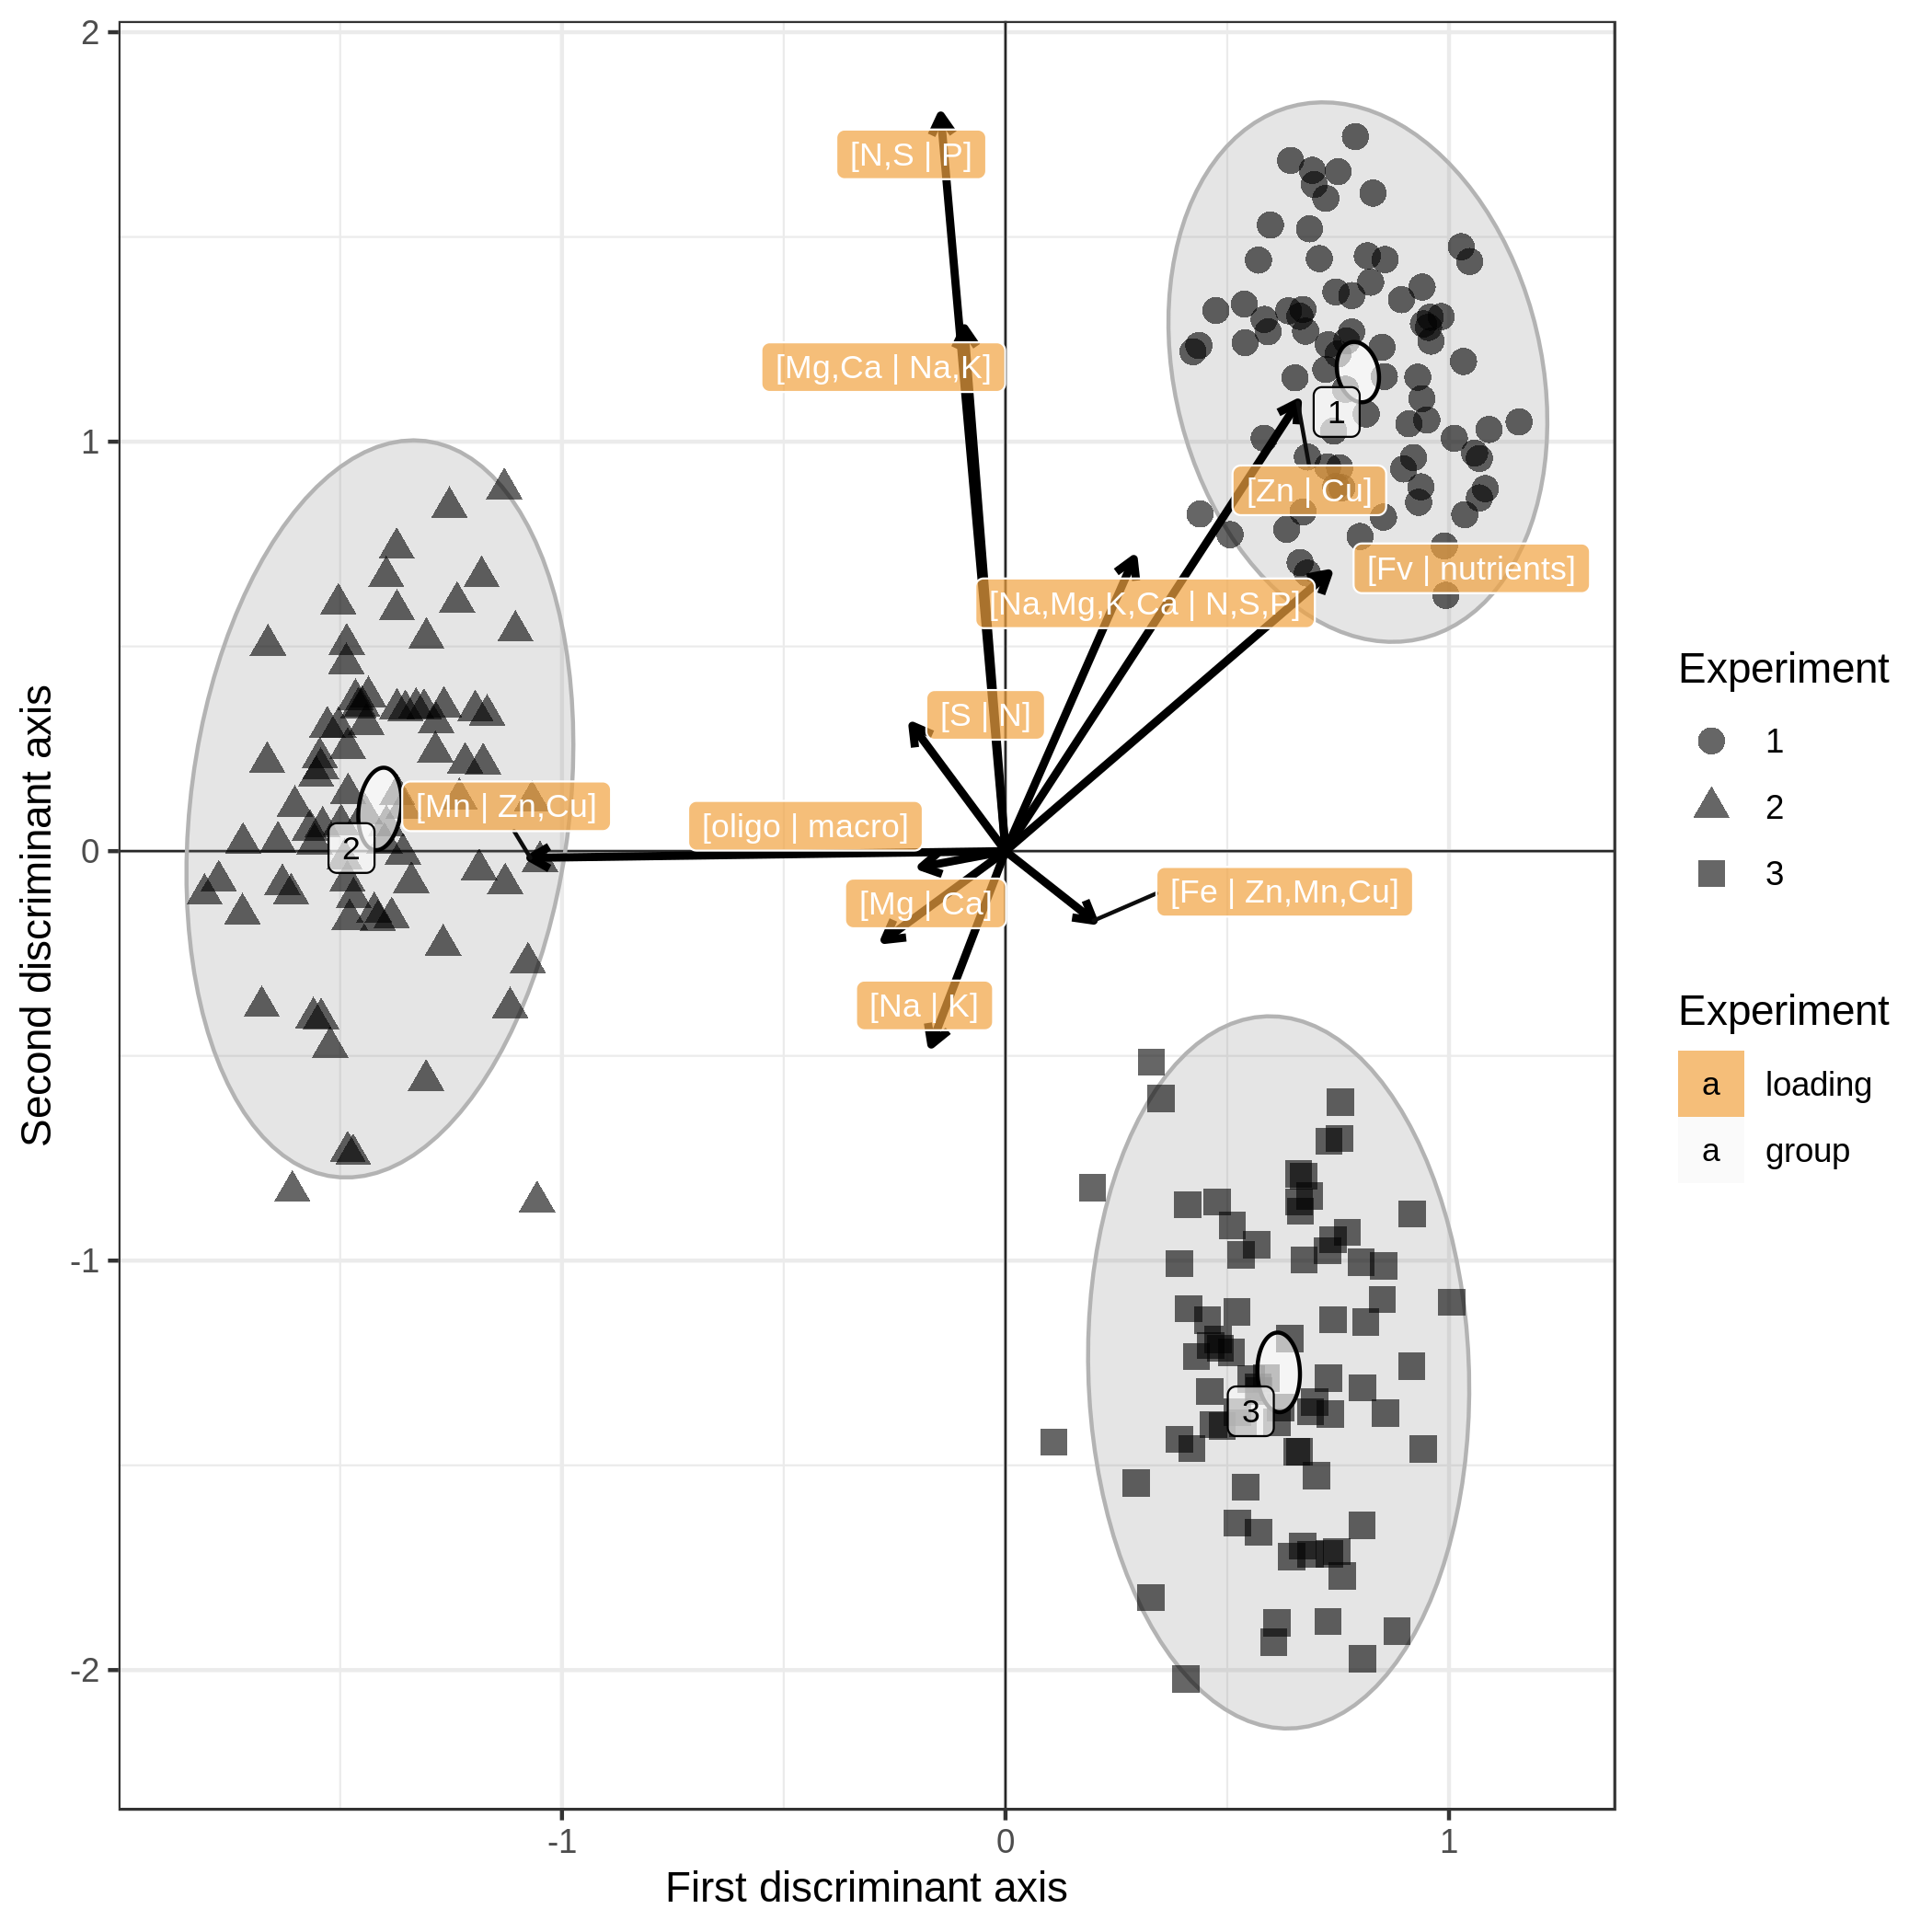 2
1
0
-1
-2
Second discriminant axis
[N,S | P]
[Mg,Ca | Na,K]
1
[Zn | Cu]
[Fv | nutrients]
[Na,Mg,K,Ca | N,S,P]
[S | N]
[Mn | Zn,Cu]
[oligo | macro]
2
[Fe | Zn,Mn,Cu]
[Mg | Ca]
[Na | K]
3
-1
0
1
First discriminant axis
Experiment
1
2
3
Experiment
a loading
a group